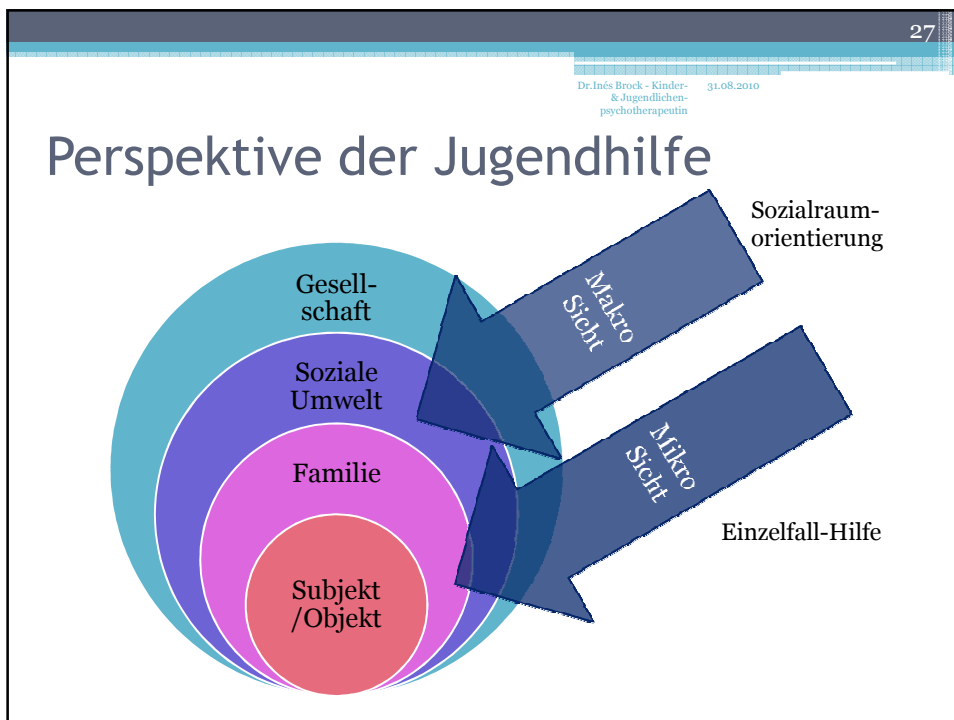 27
Dr.Inés Brock - Kinder-
& Jugendlichen-
psychotherapeutin
31.08.2010
Perspektive der Jugendhilfe
Sozialraum-
orientierung
Makro
Sicht
Gesell-
schaft
Soziale
Umwelt
Mikro
Sicht
Familie
Einzelfall-Hilfe
Subjekt
/Objekt